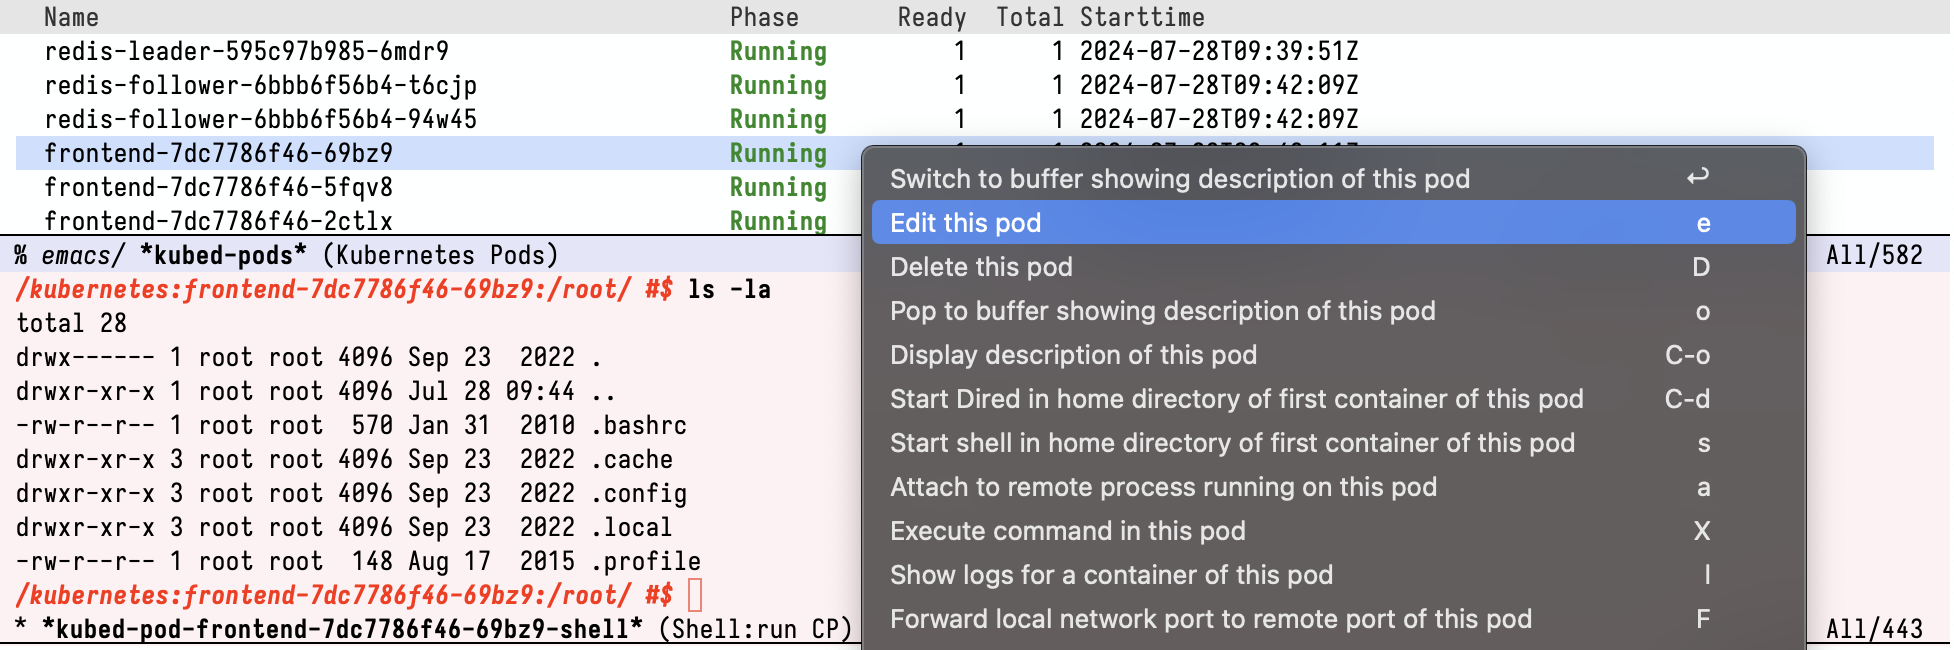 Name Phase Ready Total Starttime
redis-leader-595c97b985-6mdr9 Running 1 1 2024-07-28T09:39:51Z
redis-follower-6bbb6f56b4-t6cjp Running 1 1 2024-07-28T09:42:09Z
redis-follower-6bbb6f56b4-94w45 Running 1 1 2024-07-28T09:42:09Z
frontend-7dc7786f46-69bz9 Running
frontend-7dc7786f46-5fqv8 Running
frontend-7dc7786f46-2ctlx Running
% emacs/ *kubed-pods* (Kubernetes Pods) All/582
/kubernetes:frontend-7dc7786f46-69bz9:/root/ #$ ls -la
total 28
drwx------ 1 root root 4096 Sep 23  2022 .
drwxr-xr-x 1 root root 4096 Jul 28 09:44 ..
-rw-r--r-- 1 root root  570 Jan 31  2010 .bashrc
drwxr-xr-x 3 root root 4096 Sep 23  2022 .cache
drwxr-xr-x 3 root root 4096 Sep 23  2022 .config
drwxr-xr-x 3 root root 4096 Sep 23  2022 .local
-rw-r--r-- 1 root root  148 Aug 17  2015 .profile
/kubernetes:frontend-7dc7786f46-69bz9:/root/ #$
* *kubed-pod-frontend-7dc7786f46-69bz9-shell* (Shell:run CP) All/443
Switch to buffer showing description of this pod ↩
Edit this pod e
Delete this pod D
Pop to buffer showing description of this pod o
Display description of this pod C-o
Start Dired in home directory of first container of this pod C-d
Start shell in home directory of first container of this pod s
Attach to remote process running on this pod a
Execute command in this pod X
Show logs for a container of this pod l
Forward local network port to remote port of this pod F